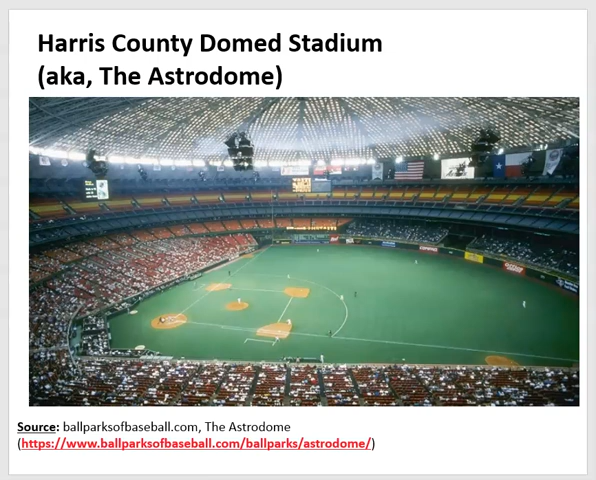 Harris County Domed Stadium
(aka, The Astrodome)
Source: ballparksofbaseball.com, The Astrodome
(https://www.ballparksofbaseball.com/ballparks/astrodome/)